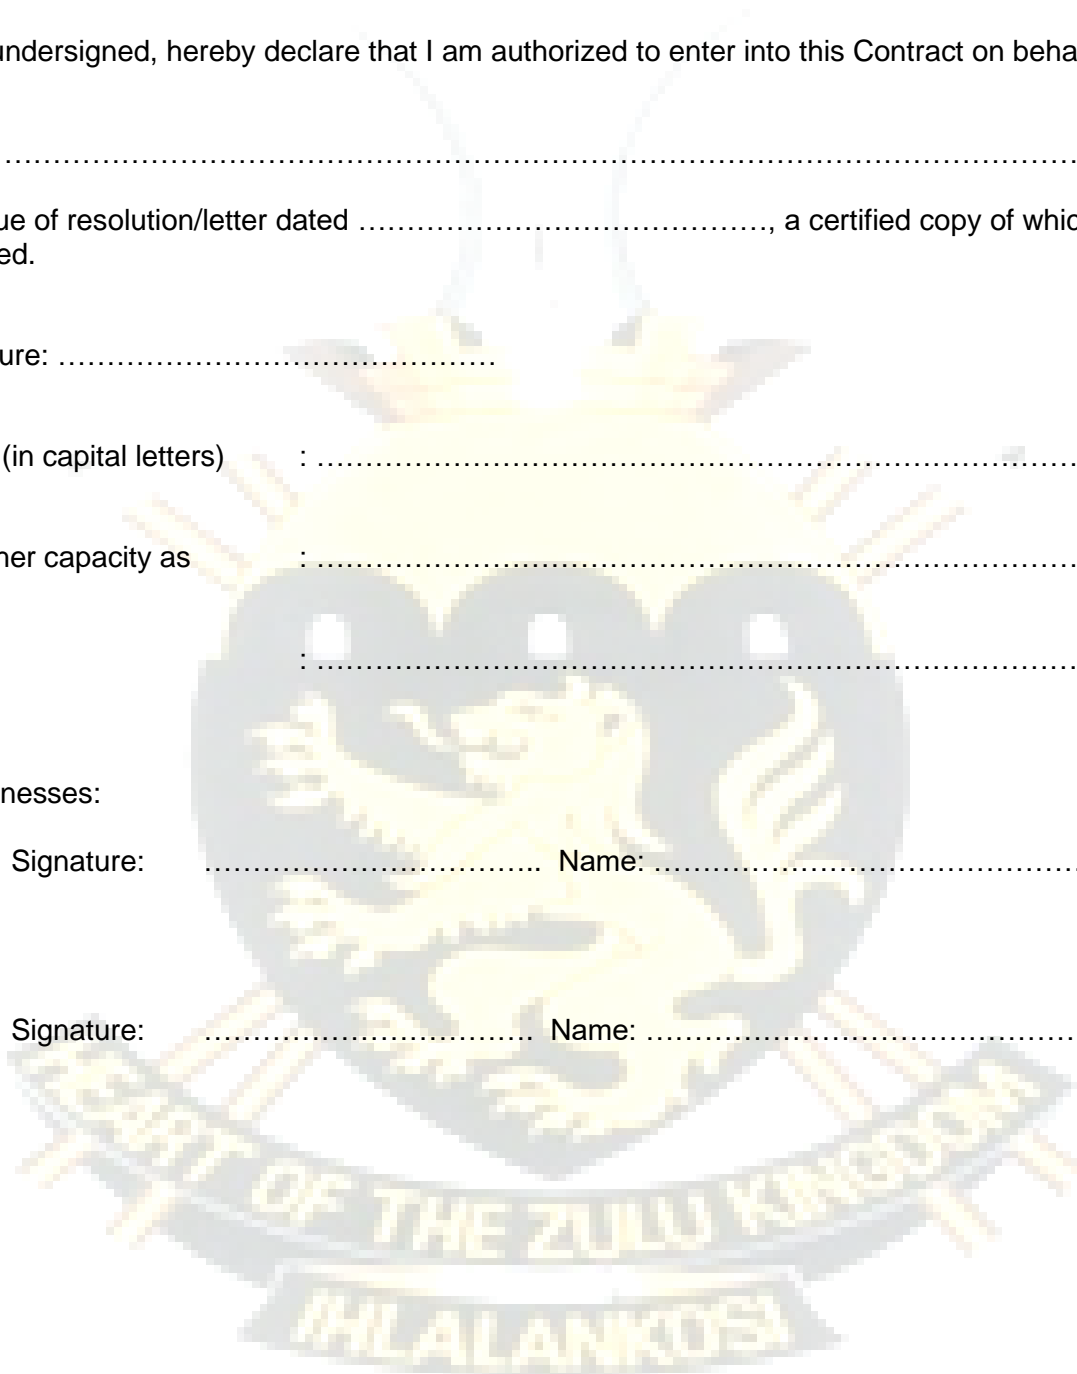 undersigned, hereby declare that I am authorized to enter into this Contract on beha
……………………………………………………………………………………………………
ue of resolution/letter dated ……………………………………, a certified copy of whic
ed.
ure: ………………………………………
(in capital letters) : ……………………………………………………………………
her capacity as : ……………………………………………………………………
: ……………………………………………………………………
nesses:
Signature: …………………………….. Name: ……………………………………
Signature: ……………………………. Name: ……………………………………
HEART OF THE ZULU KINGDOM
IHLALANKOSI